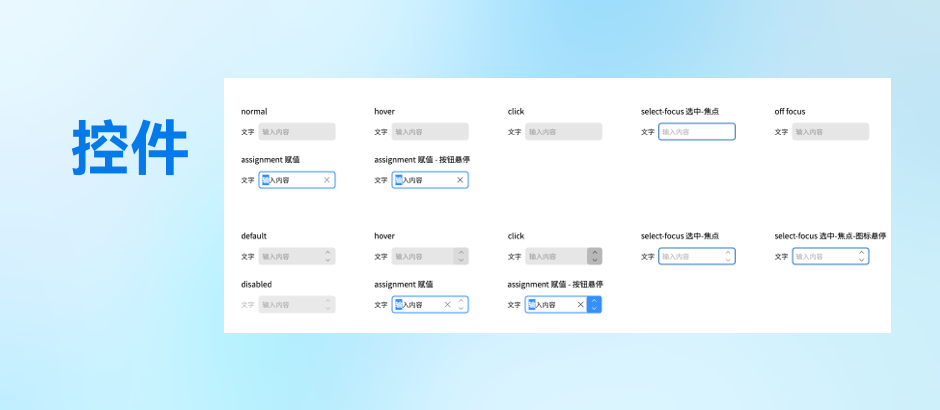 控件
normal hover click select-focus 选中-焦点 off focus
文字 输入内容 文字 输入内容 文字 输入内容 文字 输入内容 文字 输入内容
assignment 赋值 assignment 赋值 - 按钮悬停
文字 输入内容 文字 输入内容
default hover click select-focus 选中-焦点 select-focus 选中-焦点-图标悬停
文字 输入内容 文字 输入内容 文字 输入内容 文字 输入内容 文字 输入内容
disabled assignment 赋值 assignment 赋值 - 按钮悬停
文字 输入内容 文字 输入内容 文字 输入内容